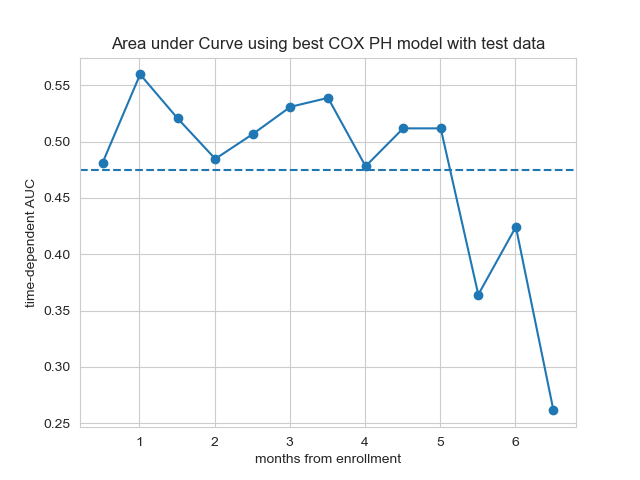 Area under Curve using best COX PH model with test data
time-dependent AUC
0.55
0.50
0.45
0.40
0.35
0.30
0.25
1 2 3 4 5 6
months from enrollment